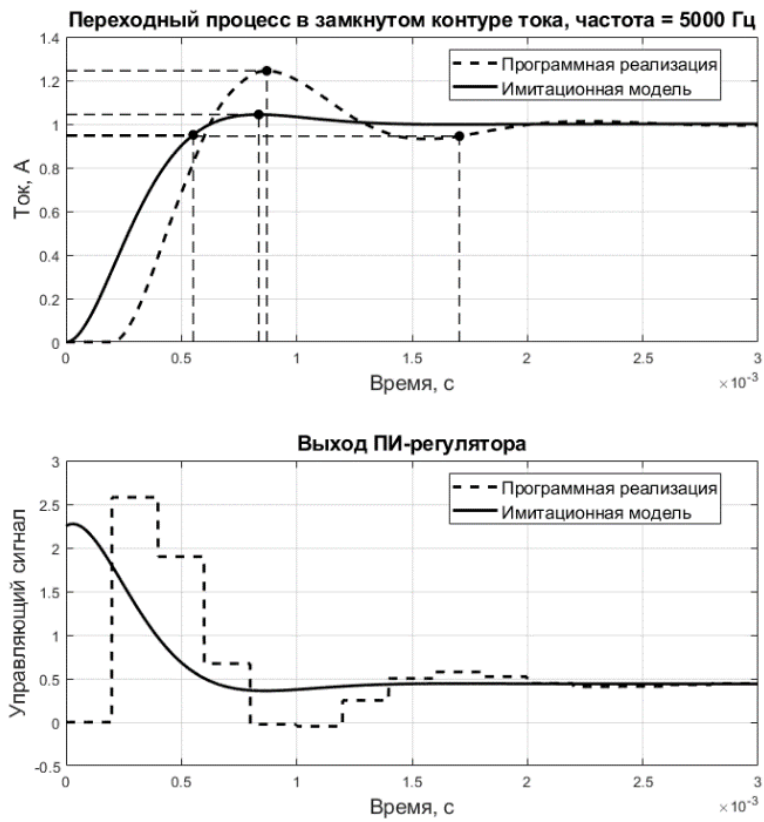 Переходный процесс в замкнутом контуре тока, частота = 5000 Гц
1.4
1.2
1
0.8
0.6
0.4
0.2
0
Ток, А
Программная реализация
Имитационная модель
0 0.5 1 1.5 2 2.5 3
Время, с
×10⁻³
Выход ПИ-регулятора
3
2.5
2
1.5
1
0.5
0
-0.5
Управляющий сигнал
Программная реализация
Имитационная модель
0 0.5 1 1.5 2 2.5 3
Время, с
×10⁻³